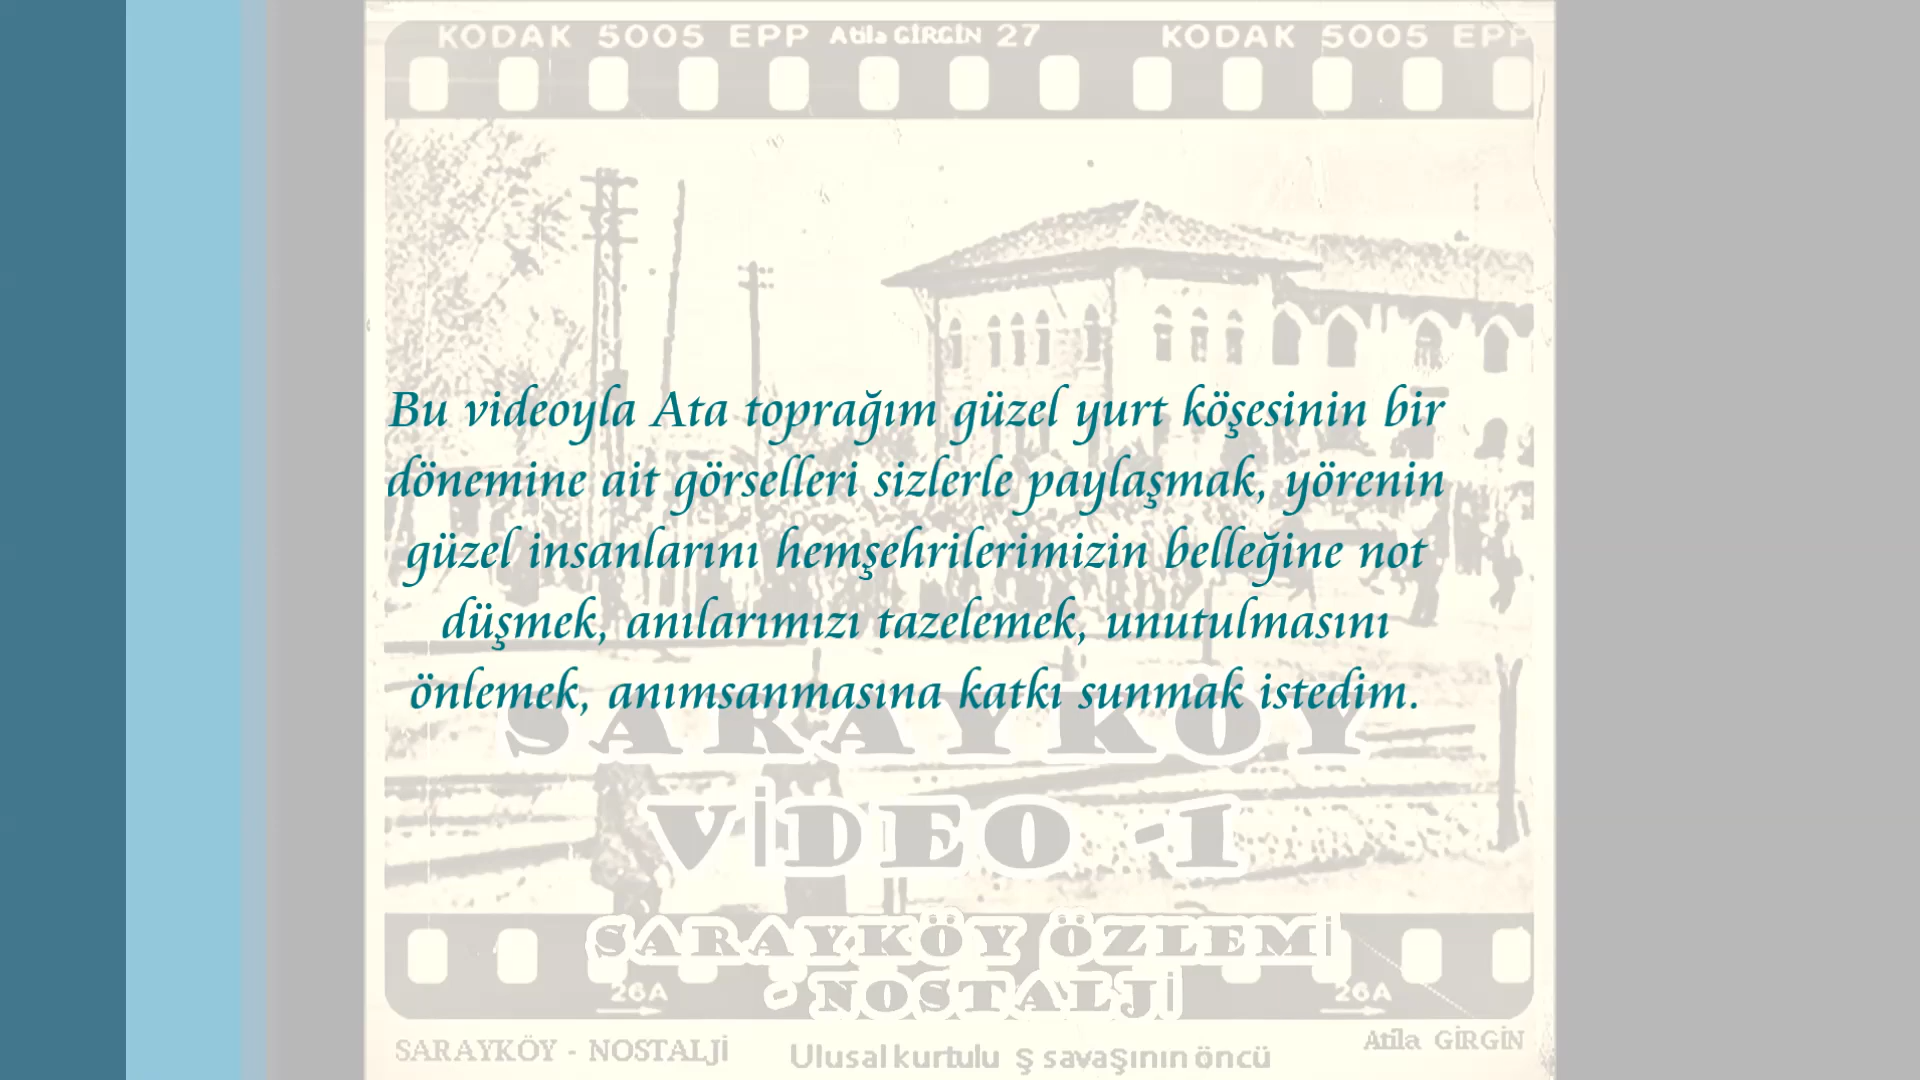 KODAK 5005 EPP Atila GİRGİN 27 KODAK 5005 EPP
Bu videoyla Ata toprağım güzel yurt köşesinin bir
dönemine ait görselleri sizlerle paylaşmak, yörenin
güzel insanlarını hemşehrilerimizin belleğine not
düşmek, anılarımızı tazelemek, unutulmasını
önlemek, anımsanmasına katkı sunmak istedim.
SARAYKÖY
VİDEO -1
SARAYKÖY ÖZLEMİ
- NOSTALJİ
26A 26A
SARAYKÖY - NOSTALJİ Ulusal kurtulu ş savaşının öncü Atila GİRGİN